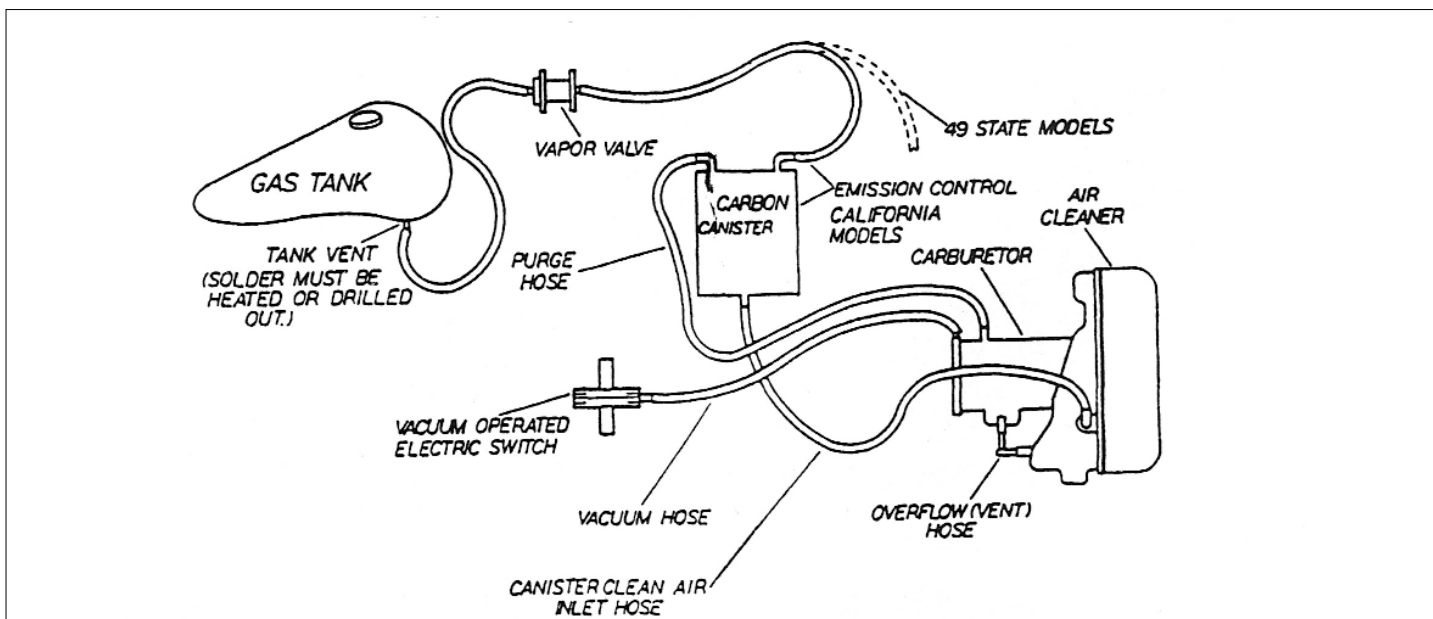 49 STATE MODELS
VAPOR VALVE
GAS TANK
EMISSION CONTROL
CALIFORNIA
MODELS
AIR
CLEANER
CARBON
CANISTER
TANK VENT
(SOLDER MUST BE
HEATED OR DRILLED
OUT.)
PURGE
HOSE
CARBURETOR
VACUUM OPERATED
ELECTRIC SWITCH
VACUUM HOSE
OVERFLOW (VENT)
HOSE
CANISTER CLEAN AIR
INLET HOSE